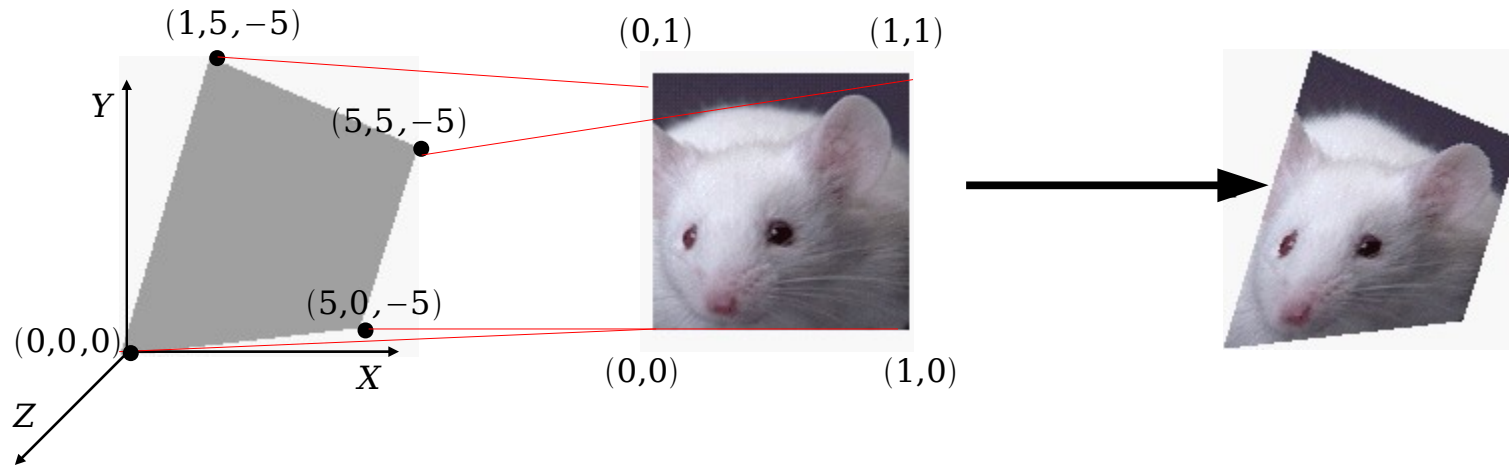 (1,5,−5)
(0,1)
(1,1)
Y
(5,5,−5)
(5,0,−5)
(0,0,0)
X
(0,0)
(1,0)
Z